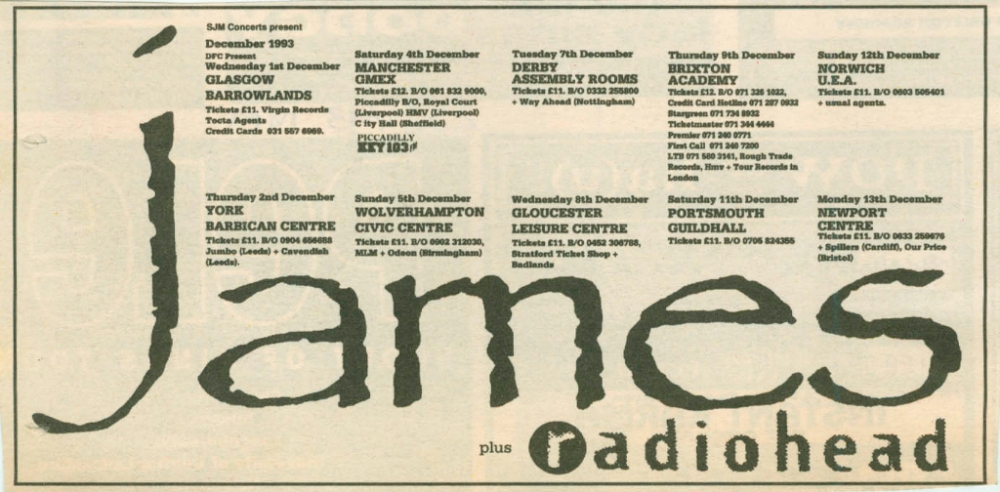 SJM Concerts present
December 1993
DFC Present
Wednesday 1st December
GLASGOW
BARROWLANDS
Tickets £11. Virgin Records
Tocta Agents
Credit Cards 031 557 6969.
Saturday 4th December
MANCHESTER
GMEX
Tickets £12. B/O 061 832 9000,
Piccadilly B/O, Royal Court
(Liverpool) HMV (Liverpool)
C ity Hall (Sheffield)
PICCADILLY
KEY 103
Tuesday 7th December
DERBY
ASSEMBLY ROOMS
Tickets £11. B/O 0332 255800
+ Way Ahead (Nottingham)
Thursday 9th December
BRIXTON
ACADEMY
Tickets £12. B/O 071 326 1022,
Credit Card Hotline 071 287 0932
Stargreen 071 734 8932
Ticketmaster 071 344 4444
Premier 071 240 0771
First Call 071 240 7200
LTB 071 580 3141, Rough Trade
Records, Hmv + Tour Records in
London
Sunday 12th December
NORWICH
U.E.A.
Tickets £11. B/O 0603 505401
+ usual agents.
Thursday 2nd December
YORK
BARBICAN CENTRE
Tickets £11. B/O 0904 656688
Jumbo (Leeds) + Cavendish
(Leeds).
Sunday 5th December
WOLVERHAMPTON
CIVIC CENTRE
Tickets £11. B/O 0902 312030,
MLM + Odeon (Birmingham)
Wednesday 8th December
GLOUCESTER
LEISURE CENTRE
Tickets £11. B/O 0452 306788,
Stratford Ticket Shop +
Badlands
Saturday 11th December
PORTSMOUTH
GUILDHALL
Tickets £11. B/O 0705 824355
Monday 13th December
NEWPORT
CENTRE
Tickets £11. B/O 0633 259676
+ Spillers (Cardiff), Our Price
(Bristol)
james
plus radiohead